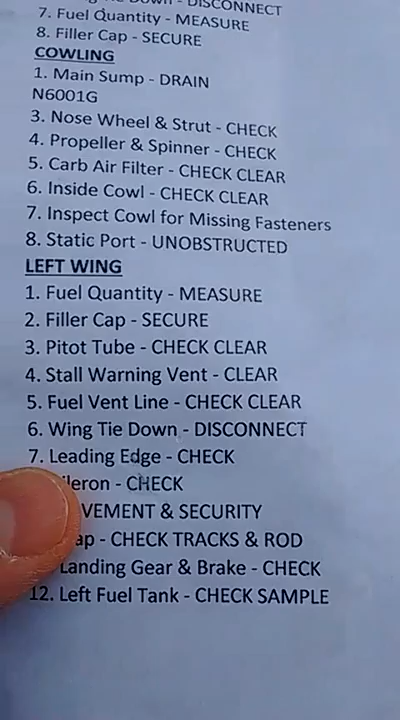 DISCONNECT
7. Fuel Quantity - MEASURE
8. Filler Cap - SECURE
COWLING
1. Main Sump - DRAIN
N6001G
3. Nose Wheel & Strut - CHECK
4. Propeller & Spinner - CHECK
5. Carb Air Filter - CHECK CLEAR
6. Inside Cowl - CHECK CLEAR
7. Inspect Cowl for Missing Fasteners
8. Static Port - UNOBSTRUCTED
LEFT WING
1. Fuel Quantity - MEASURE
2. Filler Cap - SECURE
3. Pitot Tube - CHECK CLEAR
4. Stall Warning Vent - CLEAR
5. Fuel Vent Line - CHECK CLEAR
6. Wing Tie Down - DISCONNECT
7. Leading Edge - CHECK
leron - CHECK
VEMENT & SECURITY
ap - CHECK TRACKS & ROD
Landing Gear & Brake - CHECK
12. Left Fuel Tank - CHECK SAMPLE